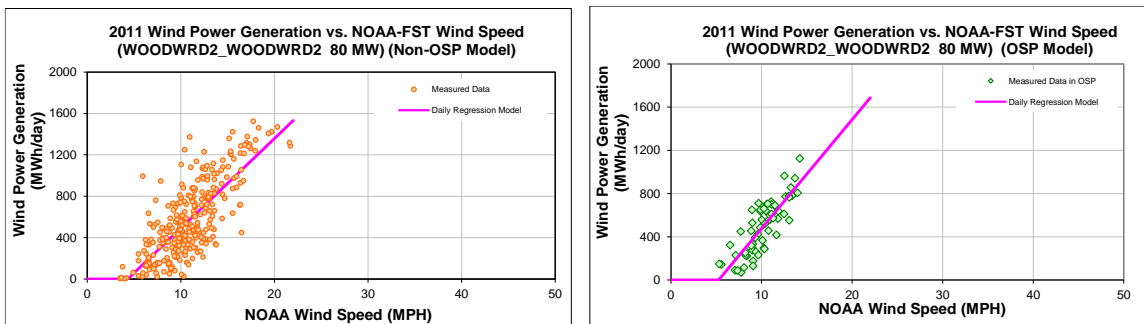 2011 Wind Power Generation vs. NOAA-FST Wind Speed
(WOODWRD2_WOODWRD2 80 MW) (Non-OSP Model)
Wind Power Generation
(MWh/day)
2000
1600
1200
800
400
0
Measured Data
Daily Regression Model
0 10 20 30 40 50
NOAA Wind Speed (MPH)
2011 Wind Power Generation vs. NOAA-FST Wind Speed
(WOODWRD2_WOODWRD2 80 MW) (OSP Model)
Wind Power Generation
(MWh/day)
2000
1600
1200
800
400
0
Measured Data in OSP
Daily Regression Model
0 10 20 30 40 50
NOAA Wind Speed (MPH)